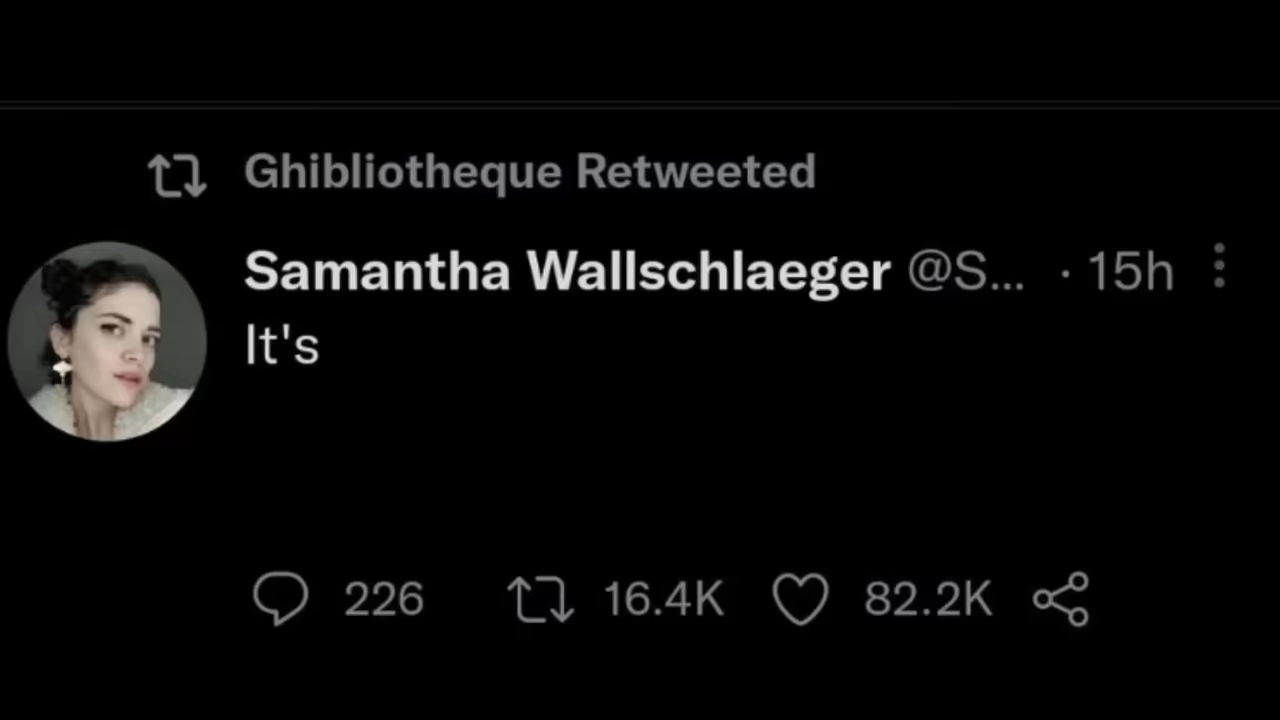 Ghibliotheque Retweeted
Samantha Wallschlaeger @S... · 15h
It's
226 16.4K 82.2K